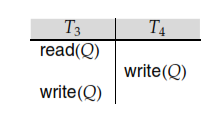 T3 T4
read(Q)
write(Q)
write(Q)